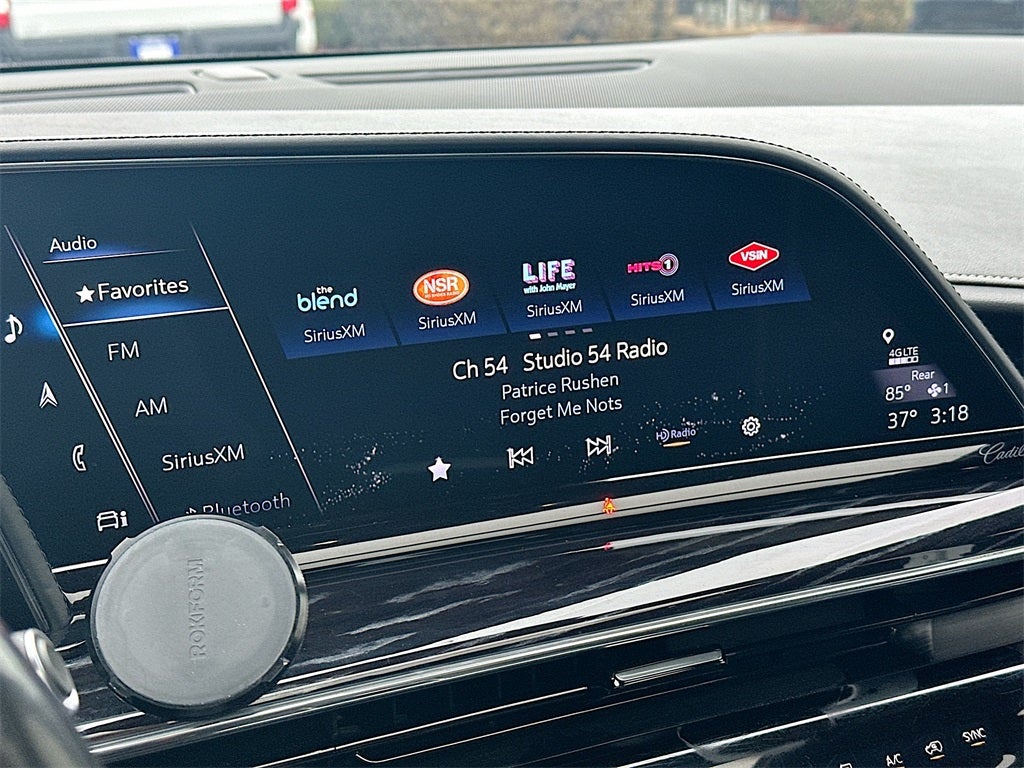 Audio
Favorites
FM
AM
SiriusXM
Bluetooth
the
blend
SiriusXM
NSR
SiriusXM
LIFE
with John Mayer
SiriusXM
HITS 1
SiriusXM
VSiN
SiriusXM
Ch 54 Studio 54 Radio
Patrice Rushen
Forget Me Nots
HD Radio
4G LTE
Rear
85° 1
37° 3:18
ROKFORM
A/C
SYNC